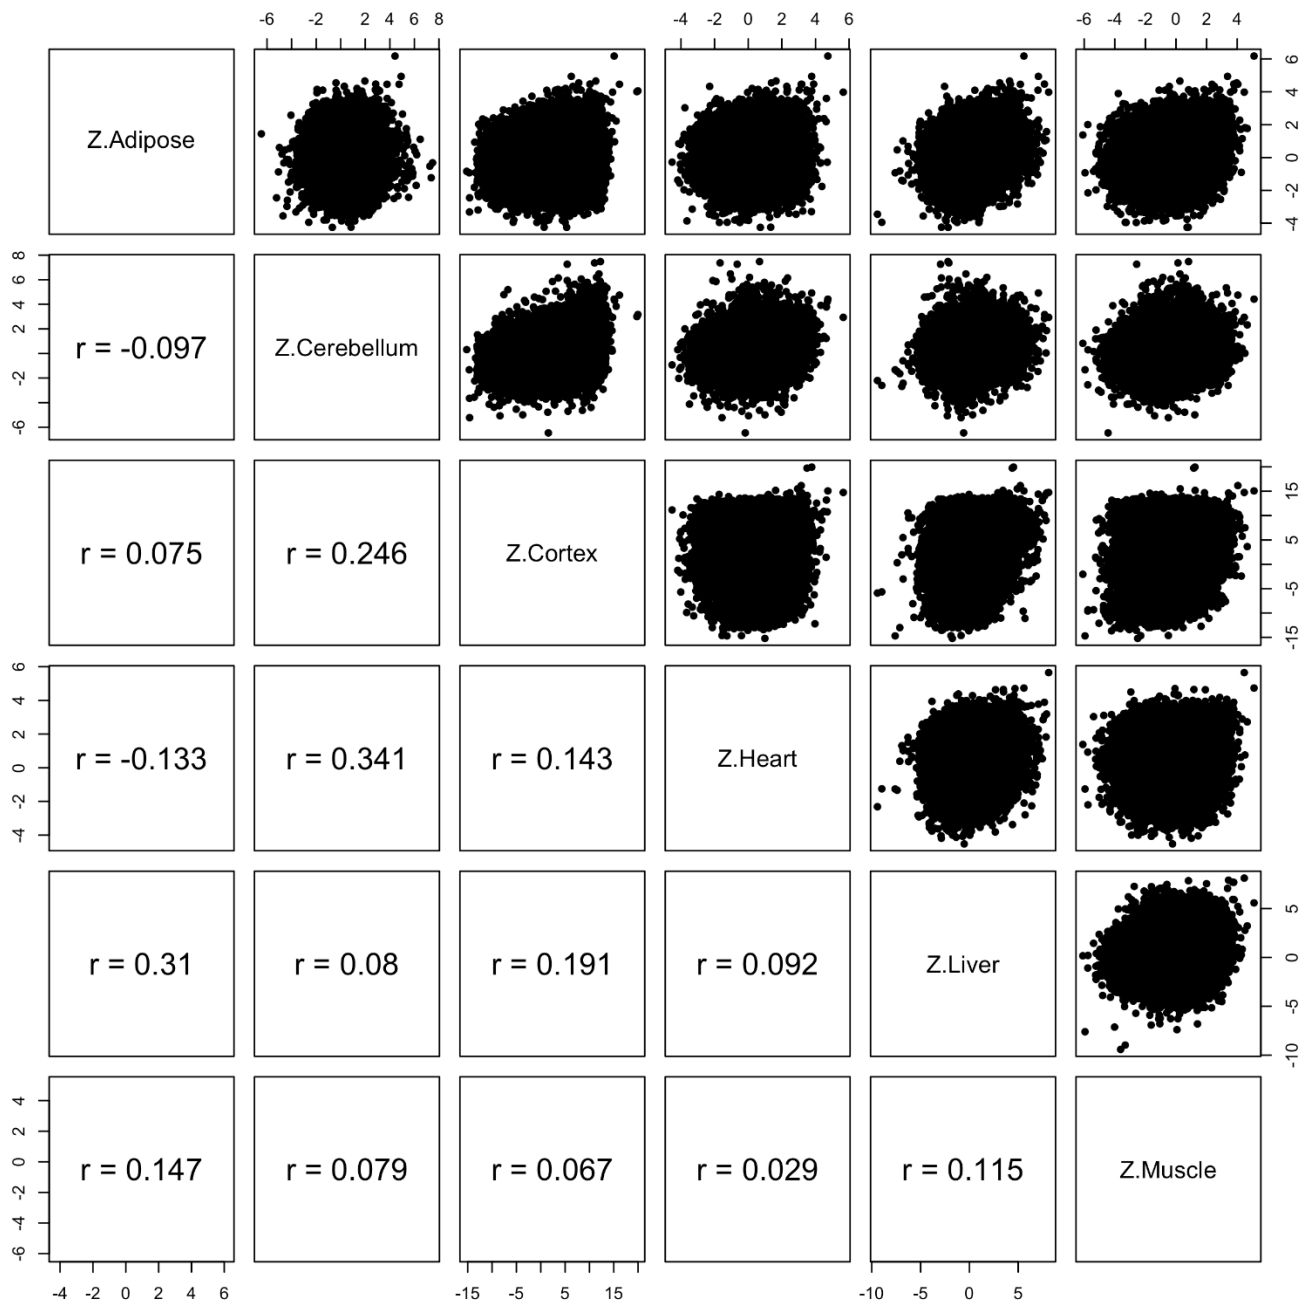 -6 -2 2 4 6 8 -4 -2 0 2 4 6 -6 -4 -2 0 2 4
Z.Adipose
-4 -2 0 2 4 6
-6 -2 2 4 6 8
r = -0.097 Z.Cerebellum
r = 0.075 r = 0.246 Z.Cortex
-15 -5 5 15
-4 -2 0 2 4 6
r = -0.133 r = 0.341 r = 0.143 Z.Heart
r = 0.31 r = 0.08 r = 0.191 r = 0.092 Z.Liver
-10 -5 0 5
-6 -4 -2 0 2 4
r = 0.147 r = 0.079 r = 0.067 r = 0.029 r = 0.115 Z.Muscle
-4 -2 0 2 4 6 -15 -5 5 15 -10 0 5